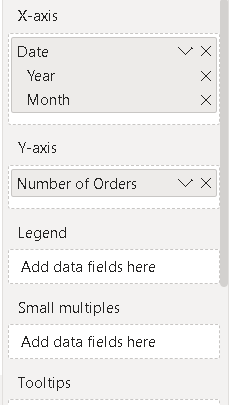 X-axis
Date
Year
Month
Y-axis
Number of Orders
Legend
Add data fields here
Small multiples
Add data fields here
Tooltips